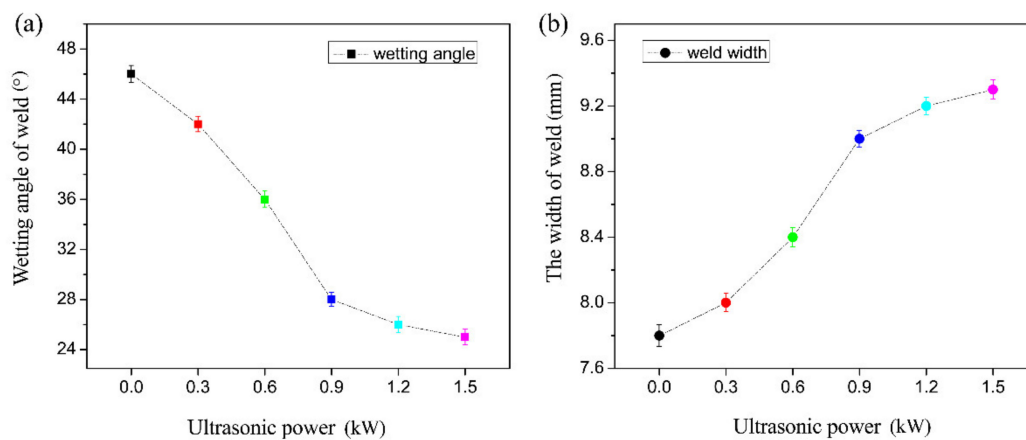 (a)
wetting angle
Wetting angle of weld (°)
48
44
40
36
32
28
24
0.0 0.3 0.6 0.9 1.2 1.5
Ultrasonic power (kW)
(b)
weld width
The width of weld (mm)
9.6
9.2
8.8
8.4
8.0
7.6
0.0 0.3 0.6 0.9 1.2 1.5
Ultrasonic power (kW)